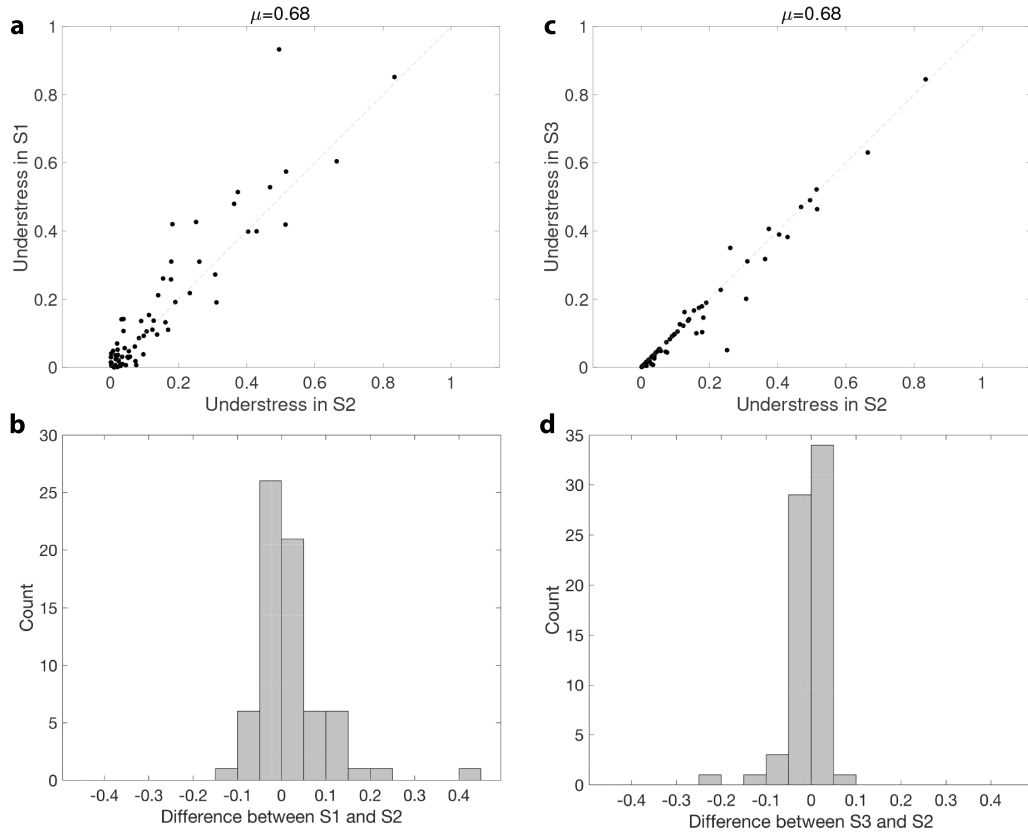 a
μ=0.68
1
0.8
0.6
0.4
0.2
0
Understress in S1
0 0.2 0.4 0.6 0.8 1
Understress in S2
c
μ=0.68
1
0.8
0.6
0.4
0.2
0
Understress in S3
0 0.2 0.4 0.6 0.8 1
Understress in S2
b
30
25
20
15
10
5
0
Count
-0.4 -0.3 -0.2 -0.1 0 0.1 0.2 0.3 0.4
Difference between S1 and S2
d
35
30
25
20
15
10
5
0
Count
-0.4 -0.3 -0.2 -0.1 0 0.1 0.2 0.3 0.4
Difference between S3 and S2